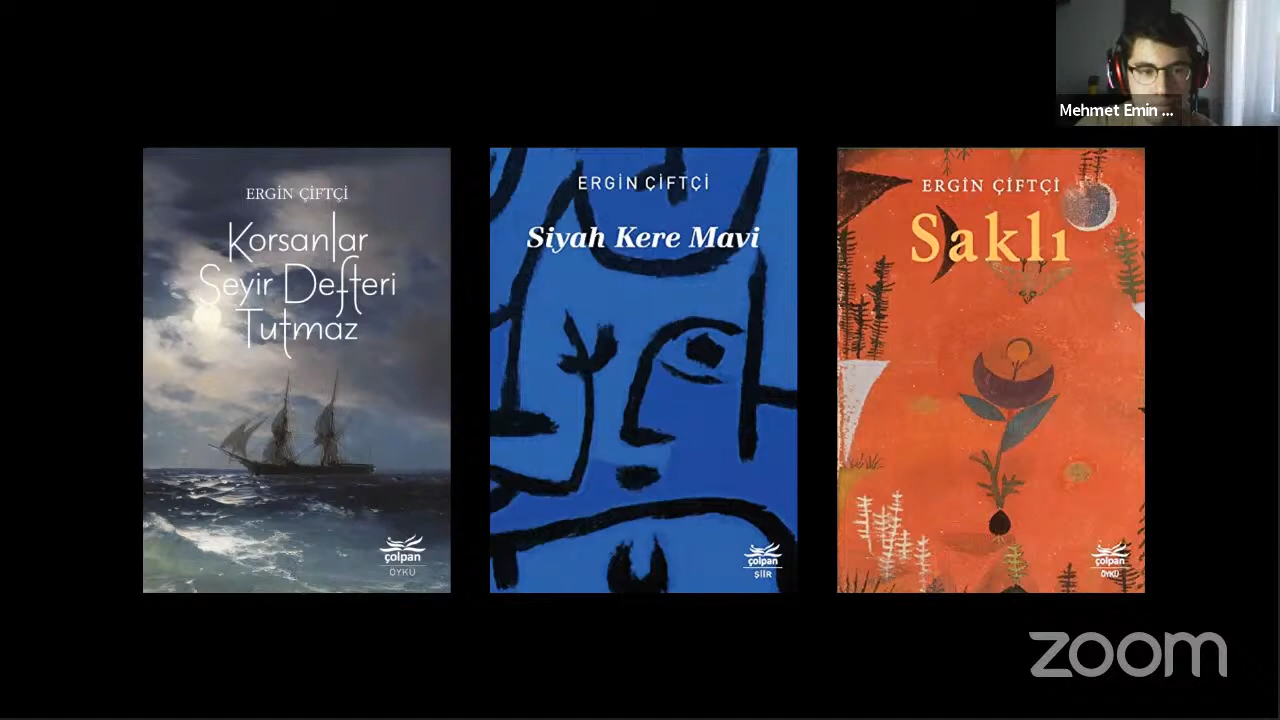 Mehmet Emin ...
ERGİN ÇİFTÇİ
Korsanlar
Seyir Defteri
Tutmaz
çolpan
ÖYKÜ
ERGİN ÇİFTÇİ
Siyah Kere Mavi
çolpan
ŞİİR
ERGİN ÇİFTÇİ
Saklı
çolpan
ÖYKÜ
zoom